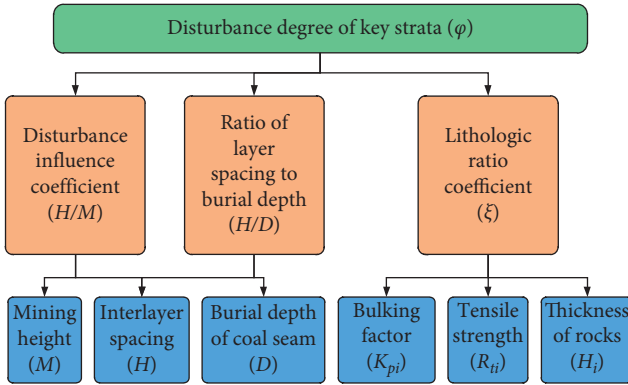 Disturbance degree of key strata (φ)
Disturbance
influence
coefficient
(H/M)
Ratio of
layer
spacing to
burial depth
(H/D)
Lithologic
ratio
coefficient
(ξ)
Mining
height
(M)
Interlayer
spacing
(H)
Burial depth
of coal seam
(D)
Bulking
factor
(Kpi)
Tensile
strength
(Rti)
Thickness
of rocks
(Hi)